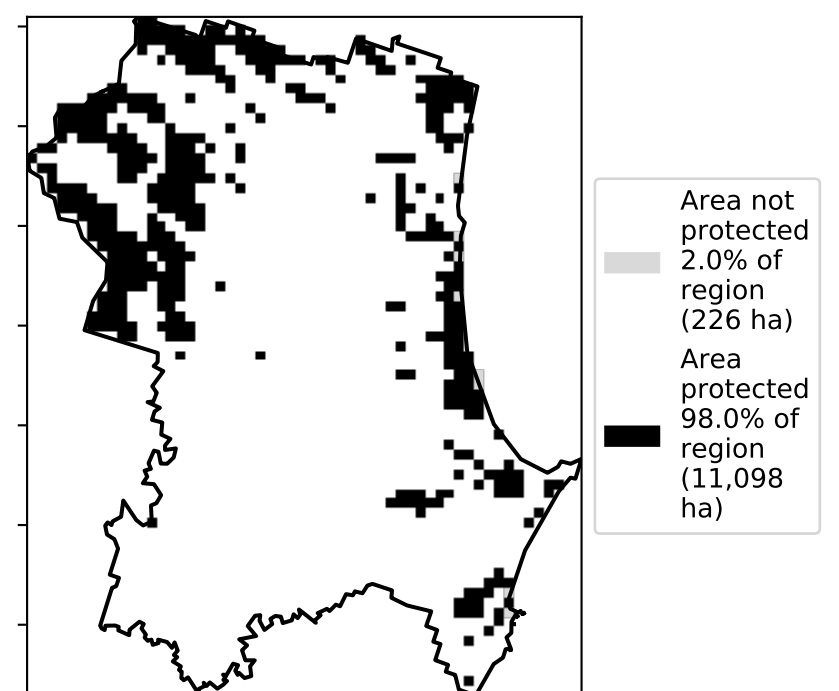 Area not
protected
2.0% of
region
(226 ha)
Area
protected
98.0% of
region
(11,098
ha)